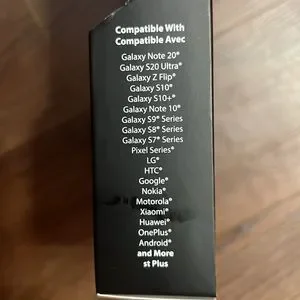 Compatible With
Compatible Avec
Galaxy Note 20®
Galaxy S20 Ultra®
Galaxy Z Flip®
Galaxy S10®
Galaxy S10+®
Galaxy Note 10®
Galaxy S9® Series
Galaxy S8® Series
Galaxy S7® Series
Pixel Series®
LG®
HTC®
Google®
Nokia®
Motorola®
Xiaomi®
Huawei®
OnePlus®
Android®
and More
st Plus